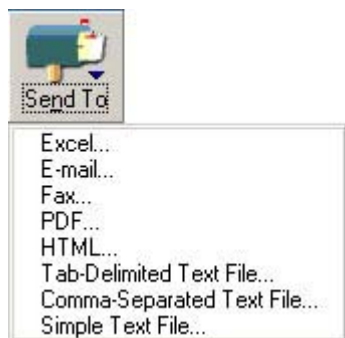 Send To
Excel...
E-mail...
Fax...
PDF...
HTML...
Tab-Delimited Text File...
Comma-Separated Text File...
Simple Text File...